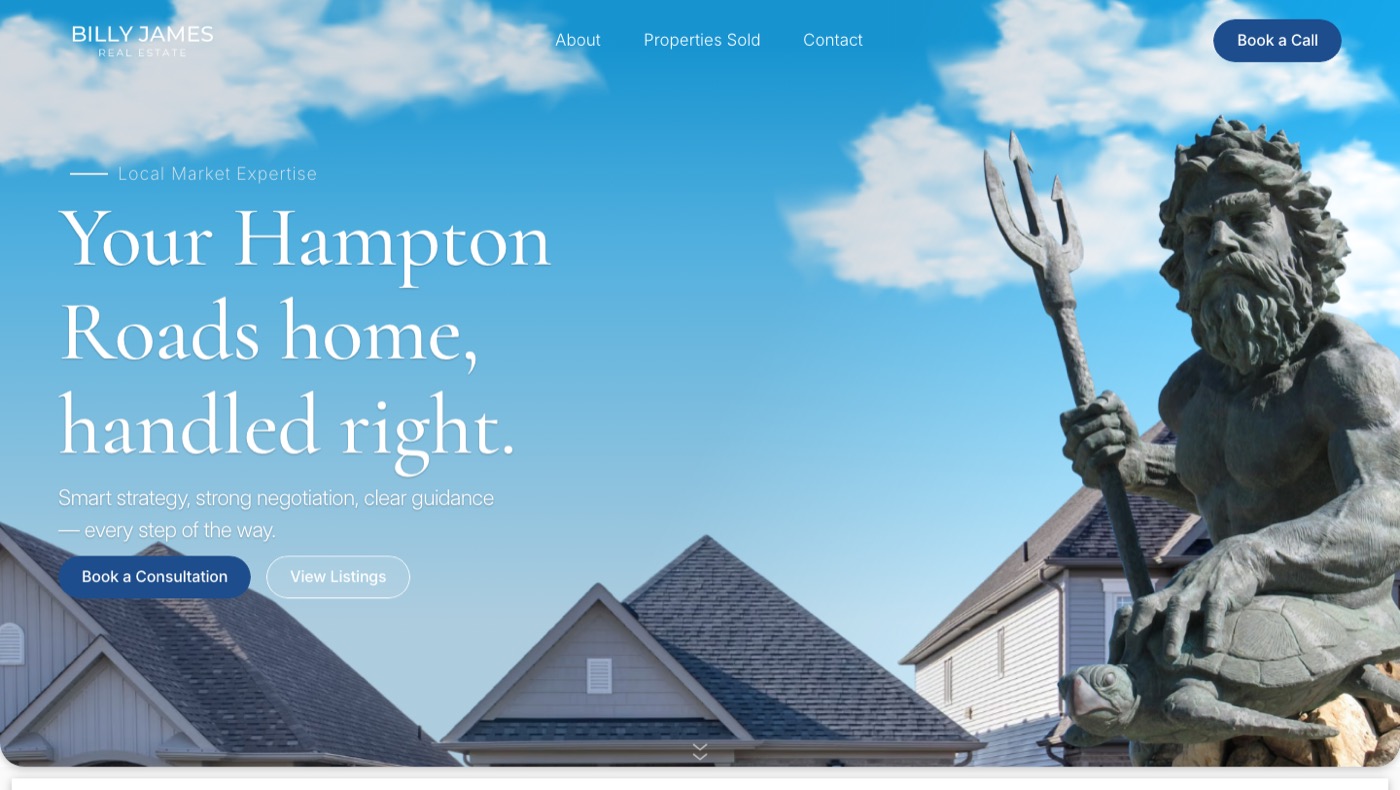 BILLY JAMES
REAL ESTATE
About
Properties Sold
Contact
Book a Call
Local Market Expertise
Your Hampton
Roads home,
handled right.
Smart strategy, strong negotiation, clear guidance
— every step of the way.
Book a Consultation
View Listings